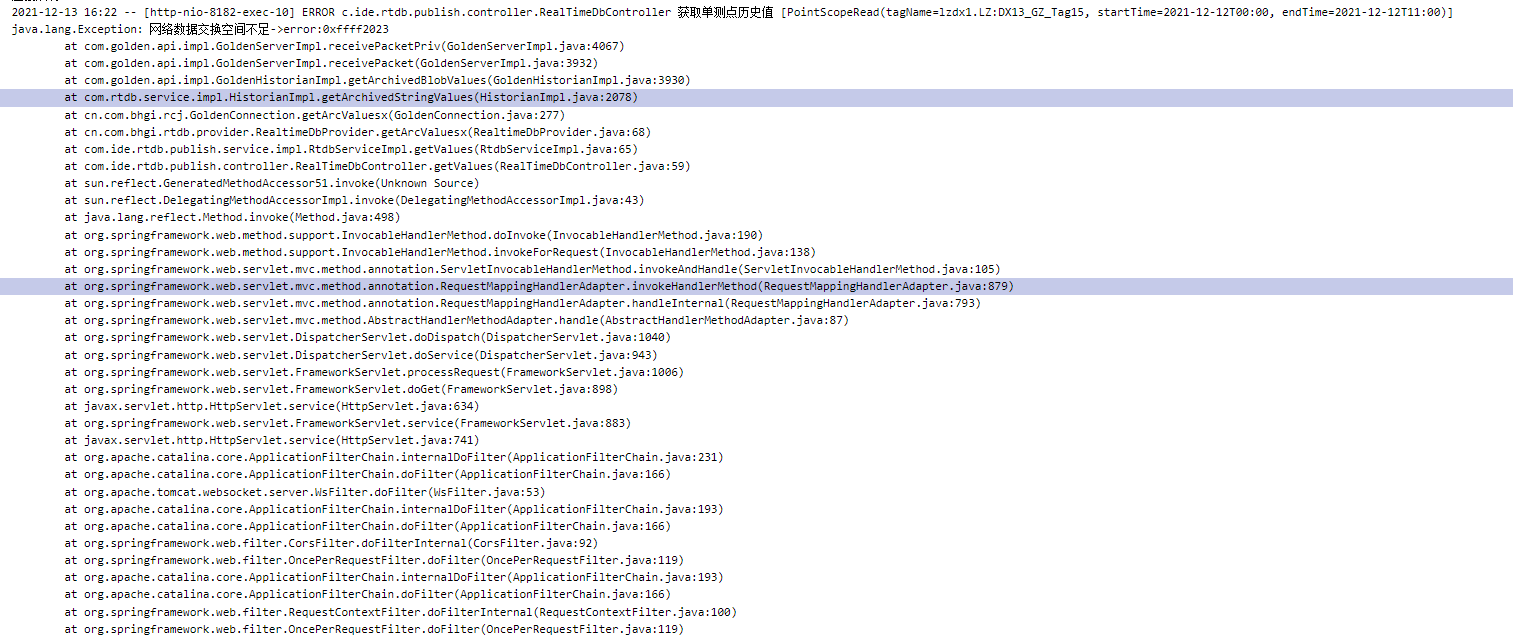 2021-12-13 16:22 -- [http-nio-8182-exec-10] ERROR c.ide.rtdb.publish.controller.RealTimeDbController 获取单测点历史值 [PointScopeRead(tagName=lzdx1.LZ:DX13_GZ_Tag15, startTime=2021-12-12T00:00, endTime=2021-12-12T11:00)]
java.lang.Exception: 网络数据交换空间不足->error:0xffff2023
at com.golden.api.impl.GoldenServerImpl.receivePacketPriv(GoldenServerImpl.java:4067)
at com.golden.api.impl.GoldenServerImpl.receivePacket(GoldenServerImpl.java:3932)
at com.golden.api.impl.GoldenHistorianImpl.getArchivedBlobValues(GoldenHistorianImpl.java:3930)
at com.rtdb.service.impl.HistorianImpl.getArchivedStringValues(HistorianImpl.java:2078)
at cn.com.bhgi.rcj.GoldenConnection.getArcValuesx(GoldenConnection.java:277)
at cn.com.bhgi.rtdb.provider.RealtimeDbProvider.getArcValuesx(RealtimeDbProvider.java:68)
at com.ide.rtdb.publish.service.impl.RtdbServiceImpl.getValues(RtdbServiceImpl.java:65)
at com.ide.rtdb.publish.controller.RealTimeDbController.getValues(RealTimeDbController.java:59)
at sun.reflect.GeneratedMethodAccessor51.invoke(Unknown Source)
at sun.reflect.DelegatingMethodAccessorImpl.invoke(DelegatingMethodAccessorImpl.java:43)
at java.lang.reflect.Method.invoke(Method.java:498)
at org.springframework.web.method.support.InvocableHandlerMethod.doInvoke(InvocableHandlerMethod.java:190)
at org.springframework.web.method.support.InvocableHandlerMethod.invokeForRequest(InvocableHandlerMethod.java:138)
at org.springframework.web.servlet.mvc.method.annotation.ServletInvocableHandlerMethod.invokeAndHandle(ServletInvocableHandlerMethod.java:105)
at org.springframework.web.servlet.mvc.method.annotation.RequestMappingHandlerAdapter.invokeHandlerMethod(RequestMappingHandlerAdapter.java:879)
at org.springframework.web.servlet.mvc.method.annotation.RequestMappingHandlerAdapter.handleInternal(RequestMappingHandlerAdapter.java:793)
at org.springframework.web.servlet.mvc.method.AbstractHandlerMethodAdapter.handle(AbstractHandlerMethodAdapter.java:87)
at org.springframework.web.servlet.DispatcherServlet.doDispatch(DispatcherServlet.java:1040)
at org.springframework.web.servlet.DispatcherServlet.doService(DispatcherServlet.java:943)
at org.springframework.web.servlet.FrameworkServlet.processRequest(FrameworkServlet.java:1006)
at org.springframework.web.servlet.FrameworkServlet.doGet(FrameworkServlet.java:898)
at javax.servlet.http.HttpServlet.service(HttpServlet.java:634)
at org.springframework.web.servlet.FrameworkServlet.service(FrameworkServlet.java:883)
at javax.servlet.http.HttpServlet.service(HttpServlet.java:741)
at org.apache.catalina.core.ApplicationFilterChain.internalDoFilter(ApplicationFilterChain.java:231)
at org.apache.catalina.core.ApplicationFilterChain.doFilter(ApplicationFilterChain.java:166)
at org.apache.tomcat.websocket.server.WsFilter.doFilter(WsFilter.java:53)
at org.apache.catalina.core.ApplicationFilterChain.internalDoFilter(ApplicationFilterChain.java:193)
at org.apache.catalina.core.ApplicationFilterChain.doFilter(ApplicationFilterChain.java:166)
at org.springframework.web.filter.CorsFilter.doFilterInternal(CorsFilter.java:92)
at org.springframework.web.filter.OncePerRequestFilter.doFilter(OncePerRequestFilter.java:119)
at org.apache.catalina.core.ApplicationFilterChain.internalDoFilter(ApplicationFilterChain.java:193)
at org.apache.catalina.core.ApplicationFilterChain.doFilter(ApplicationFilterChain.java:166)
at org.springframework.web.filter.RequestContextFilter.doFilterInternal(RequestContextFilter.java:100)
at org.springframework.web.filter.OncePerRequestFilter.doFilter(OncePerRequestFilter.java:119)